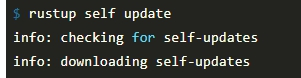 $ rustup self update
info: checking for self-updates
info: downloading self-updates